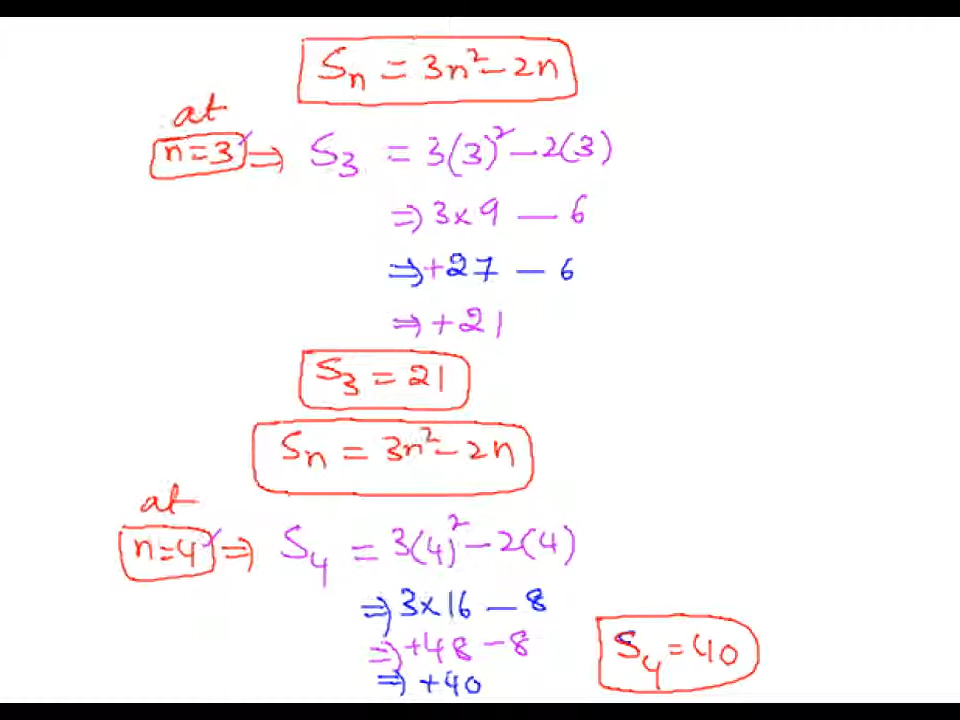 Sn = 3n² - 2n
at
n=3 ⇒ S₃ = 3(3)² - 2(3)
⇒ 3×9 - 6
⇒ +27 - 6
⇒ +21
S₃ = 21
Sn = 3n² - 2n
at
n=4 ⇒ S₄ = 3(4)² - 2(4)
⇒ 3×16 - 8
⇒ +48 - 8
⇒ +40
S₄ = 40